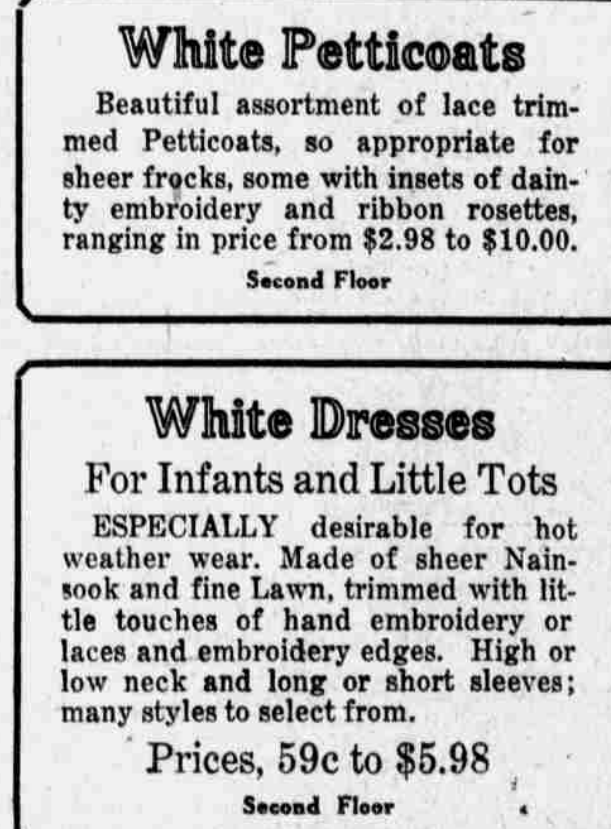 White Petticoats
Beautiful assortment of lace trim-
med Petticoats, so appropriate for
sheer frocks, some with insets of dain-
ty embroidery and ribbon rosettes,
ranging in price from $2.98 to $10.00.
Second Floor
White Dresses
For Infants and Little Tots
ESPECIALLY desirable for hot
weather wear. Made of sheer Nain-
sook and fine Lawn, trimmed with lit-
tle touches of hand embroidery or
laces and embroidery edges. High or
low neck and long or short sleeves;
many styles to select from.
Prices, 59c to $5.98
Second Floor